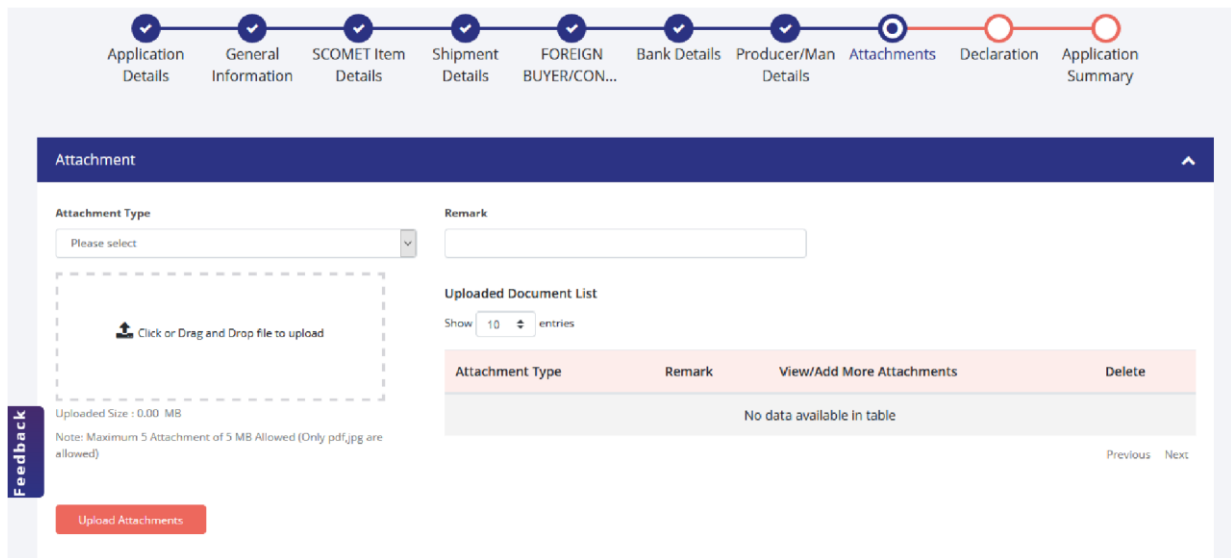 Application Details
General Information
SCOMET Item Details
Shipment Details
FOREIGN BUYER/CON...
Bank Details
Producer/Man Details
Attachments
Declaration
Application Summary
Attachment
Attachment Type
Please select
Remark
Click or Drag and Drop file to upload
Uploaded Size : 0.00 MB
Note: Maximum 5 Attachment of 5 MB Allowed (Only pdf,jpg are
allowed)
Upload Attachments
Uploaded Document List
Show 10 entries
Attachment Type Remark View/Add More Attachments Delete
No data available in table
Previous Next
Feedback